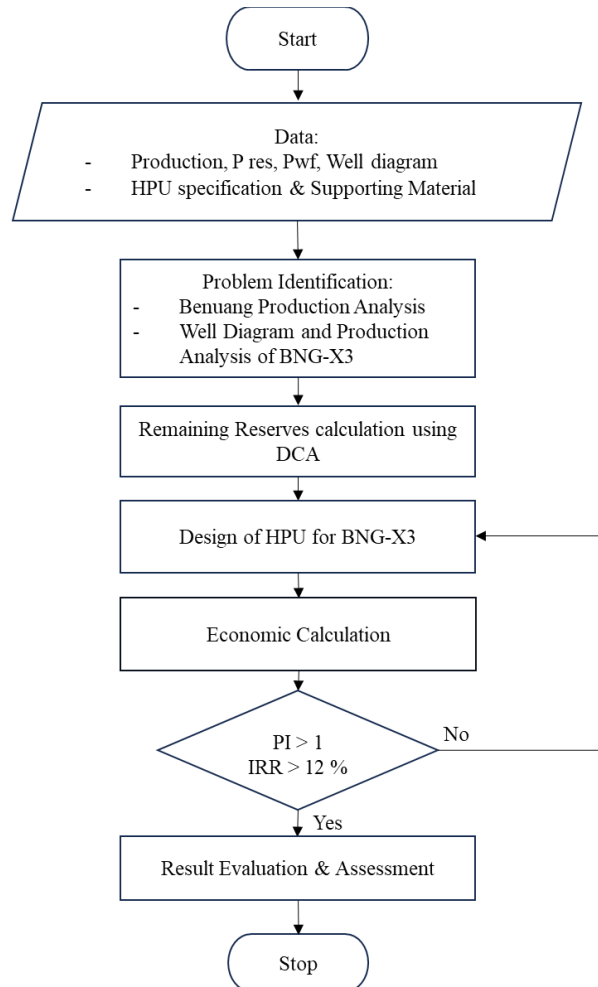 Start
Data:
- Production, P res, Pwf, Well diagram
- HPU specification & Supporting Material
Problem Identification:
- Benuang Production Analysis
- Well Diagram and Production
Analysis of BNG-X3
Remaining Reserves calculation using
DCA
Design of HPU for BNG-X3
Economic Calculation
PI > 1
IRR > 12 %
No
Yes
Result Evaluation & Assessment
Stop